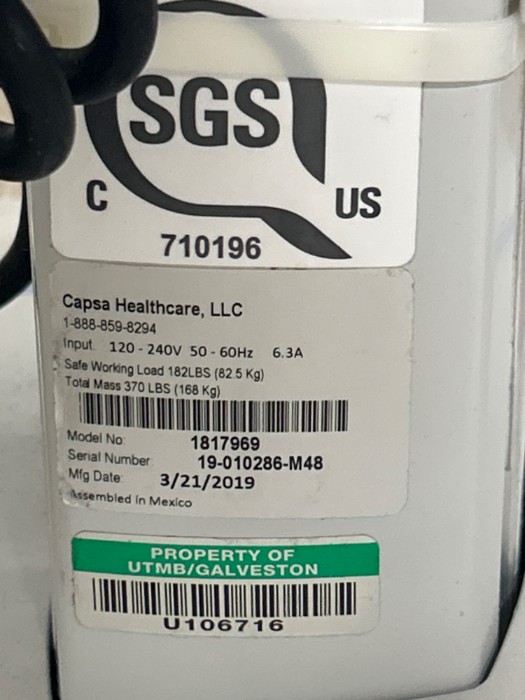 SGS
C US
710196
Capsa Healthcare, LLC
1-888-859-8294
Input 120 - 240V 50 - 60Hz 6.3A
Safe Working Load 182LBS (82.5 Kg)
Total Mass 370 LBS (168 Kg)
Model No: 1817969
Serial Number 19-010286-M48
Mfg Date: 3/21/2019
Assembled in Mexico
PROPERTY OF
UTMB/GALVESTON
U106716